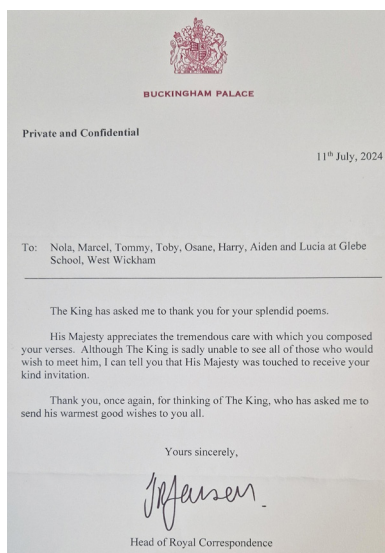 BUCKINGHAM PALACE
Private and Confidential
11th July, 2024
To: Nola, Marcel, Tommy, Toby, Osane, Harry, Aiden and Lucia at Glebe
School, West Wickham
The King has asked me to thank you for your splendid poems.
His Majesty appreciates the tremendous care with which you composed
your verses. Although The King is sadly unable to see all of those who would
wish to meet him, I can tell you that His Majesty was touched to receive your
kind invitation.
Thank you, once again, for thinking of The King, who has asked me to
send his warmest good wishes to you all.
Yours sincerely,
Head of Royal Correspondence